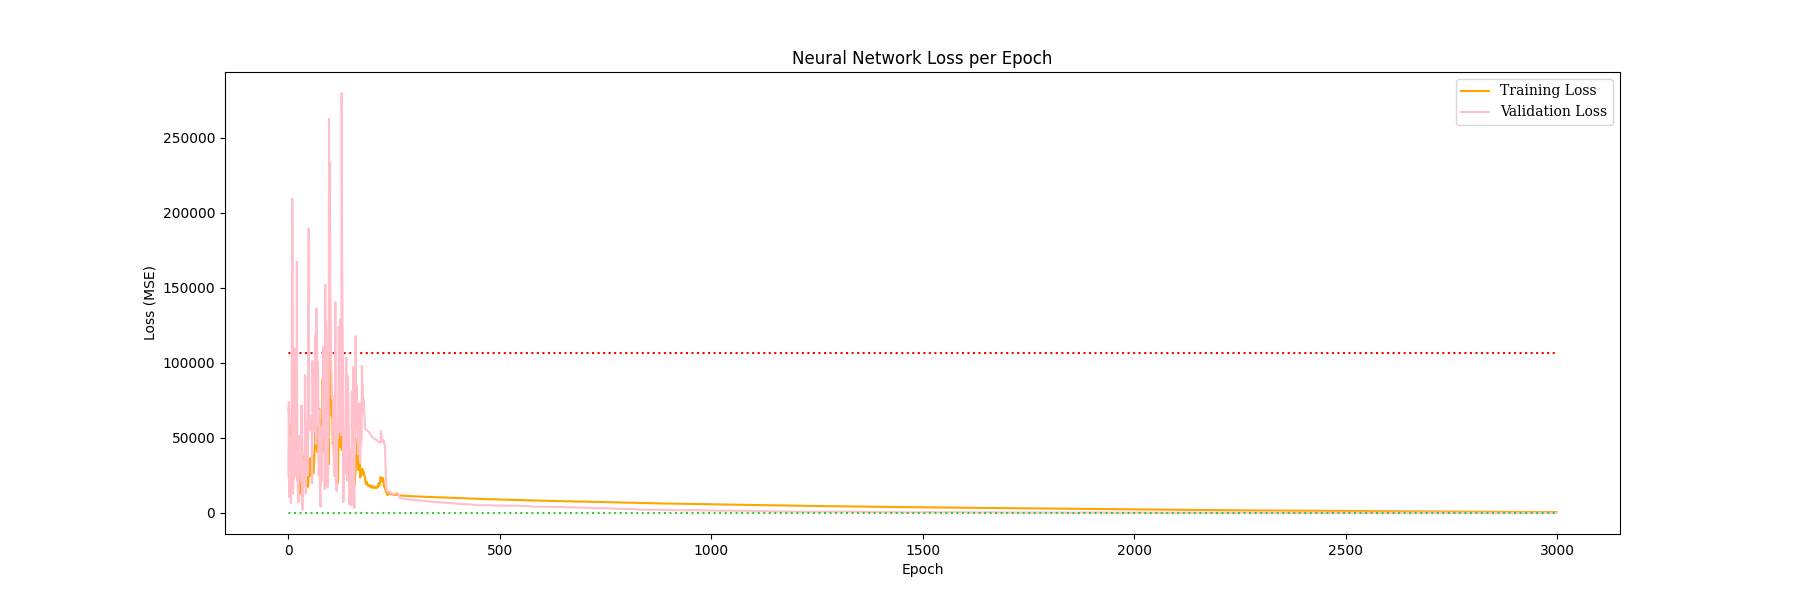 Neural Network Loss per Epoch
Training Loss
Validation Loss
Loss (MSE)
250000
200000
150000
100000
50000
0
0 500 1000 1500 2000 2500 3000
Epoch